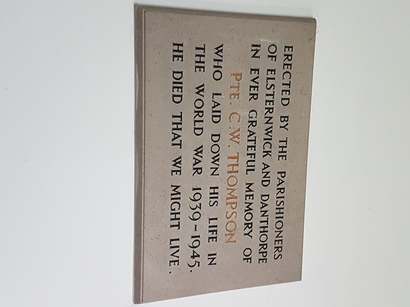 ERECTED BY THE PARISHIONERS
OF ELSTERNWICK AND DANTHORPE
IN EVER GRATEFUL MEMORY OF
PTE. C.W. THOMPSON
WHO LAID DOWN HIS LIFE IN
THE WORLD WAR 1939-1945.
HE DIED THAT WE MIGHT LIVE.